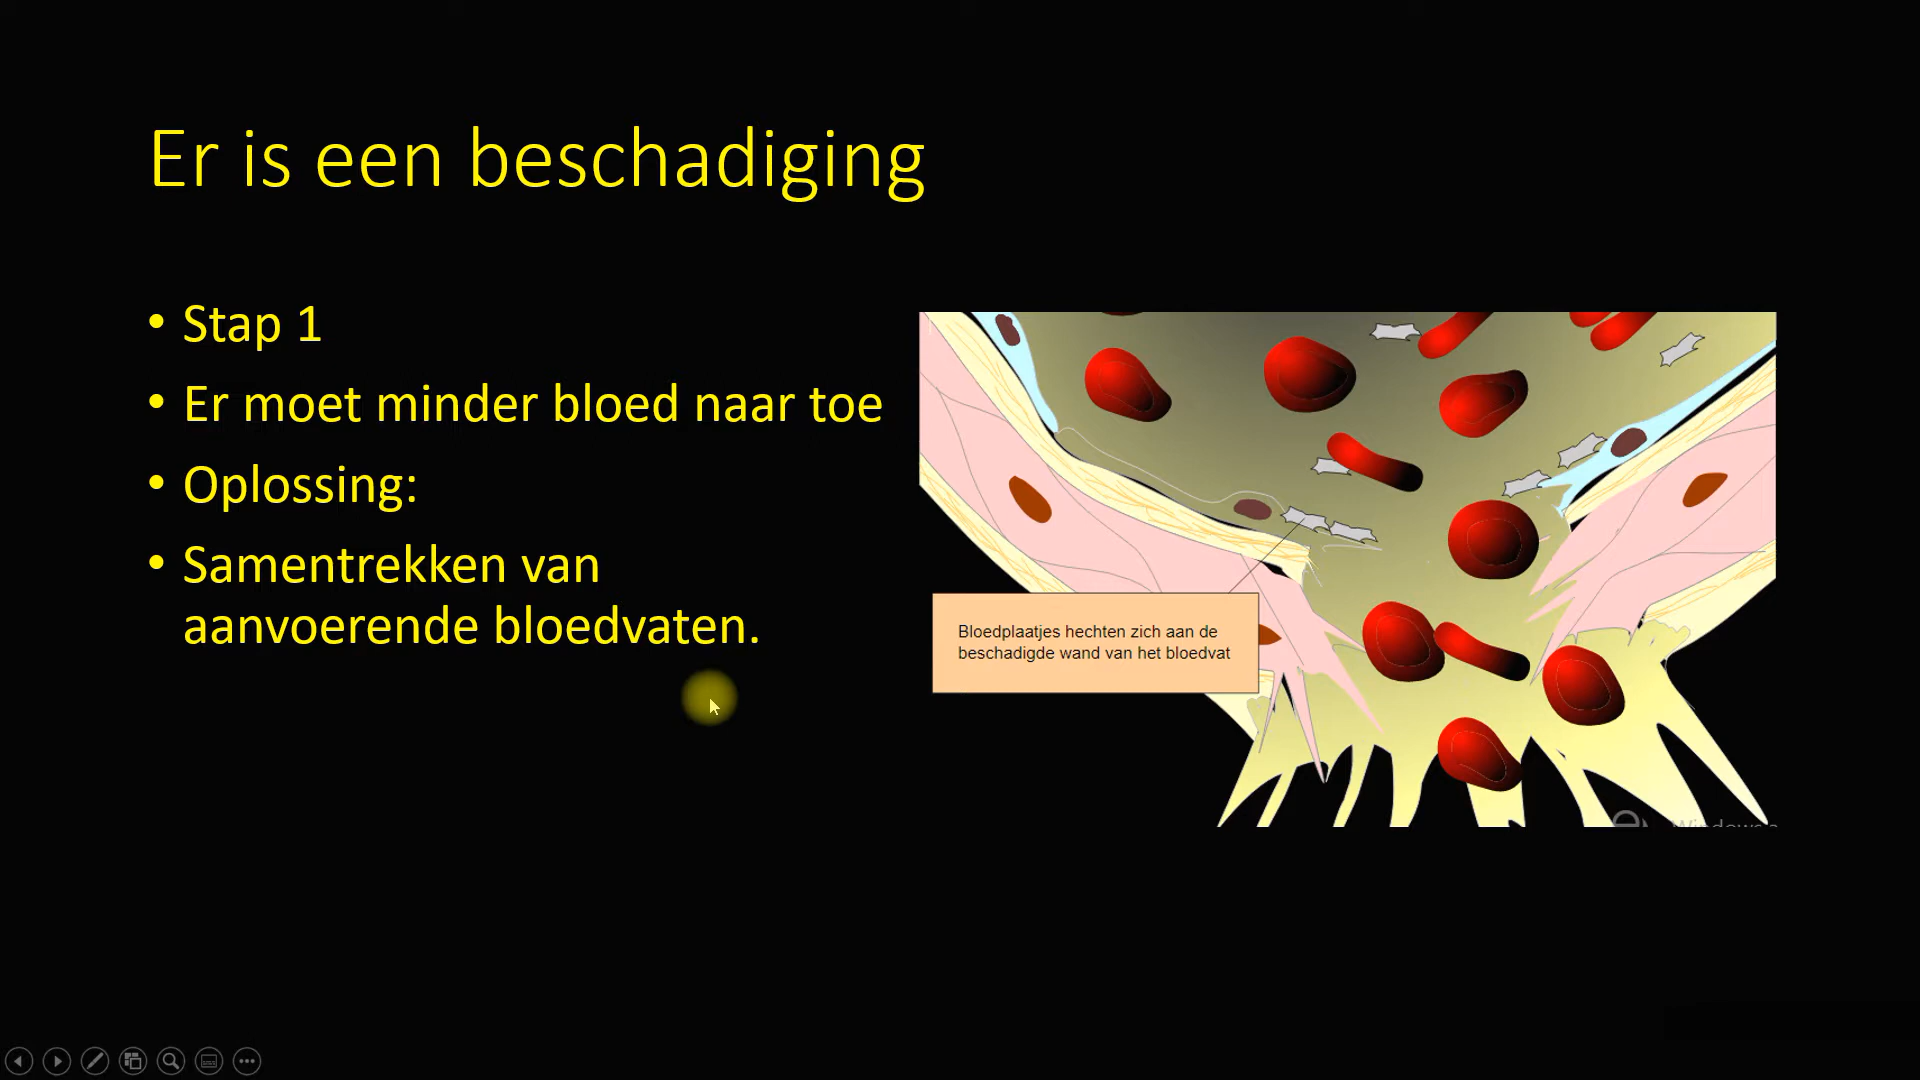 Er is een beschadiging
• Stap 1
• Er moet minder bloed naar toe
• Oplossing:
• Samentrekken van
aanvoerende bloedvaten.
Bloedplaatjes hechten zich aan de
beschadigde wand van het bloedvat